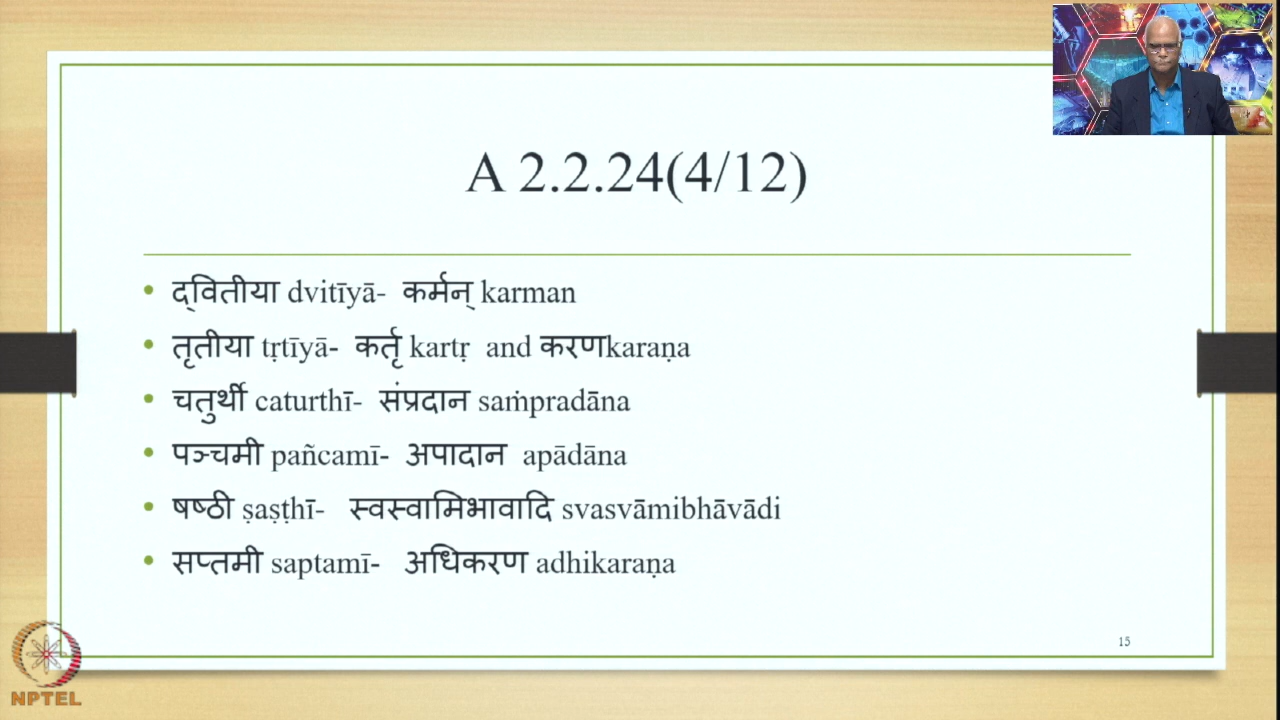 A 2.2.24(4/12)
• द्वितीया dvitīyā- कर्मन् karman
• तृतीया tṛtīyā- कर्तृ kartṛ and करणkaraṇa
• चतुर्थी caturthī- संप्रदान saṁpradāna
• पञ्चमी pañcamī- अपादान apādāna
• षष्ठी ṣaṣṭhī- स्वस्वामिभावादि svasvāmibhāvādi
• सप्तमी saptamī- अधिकरण adhikaraṇa
15
NPTEL